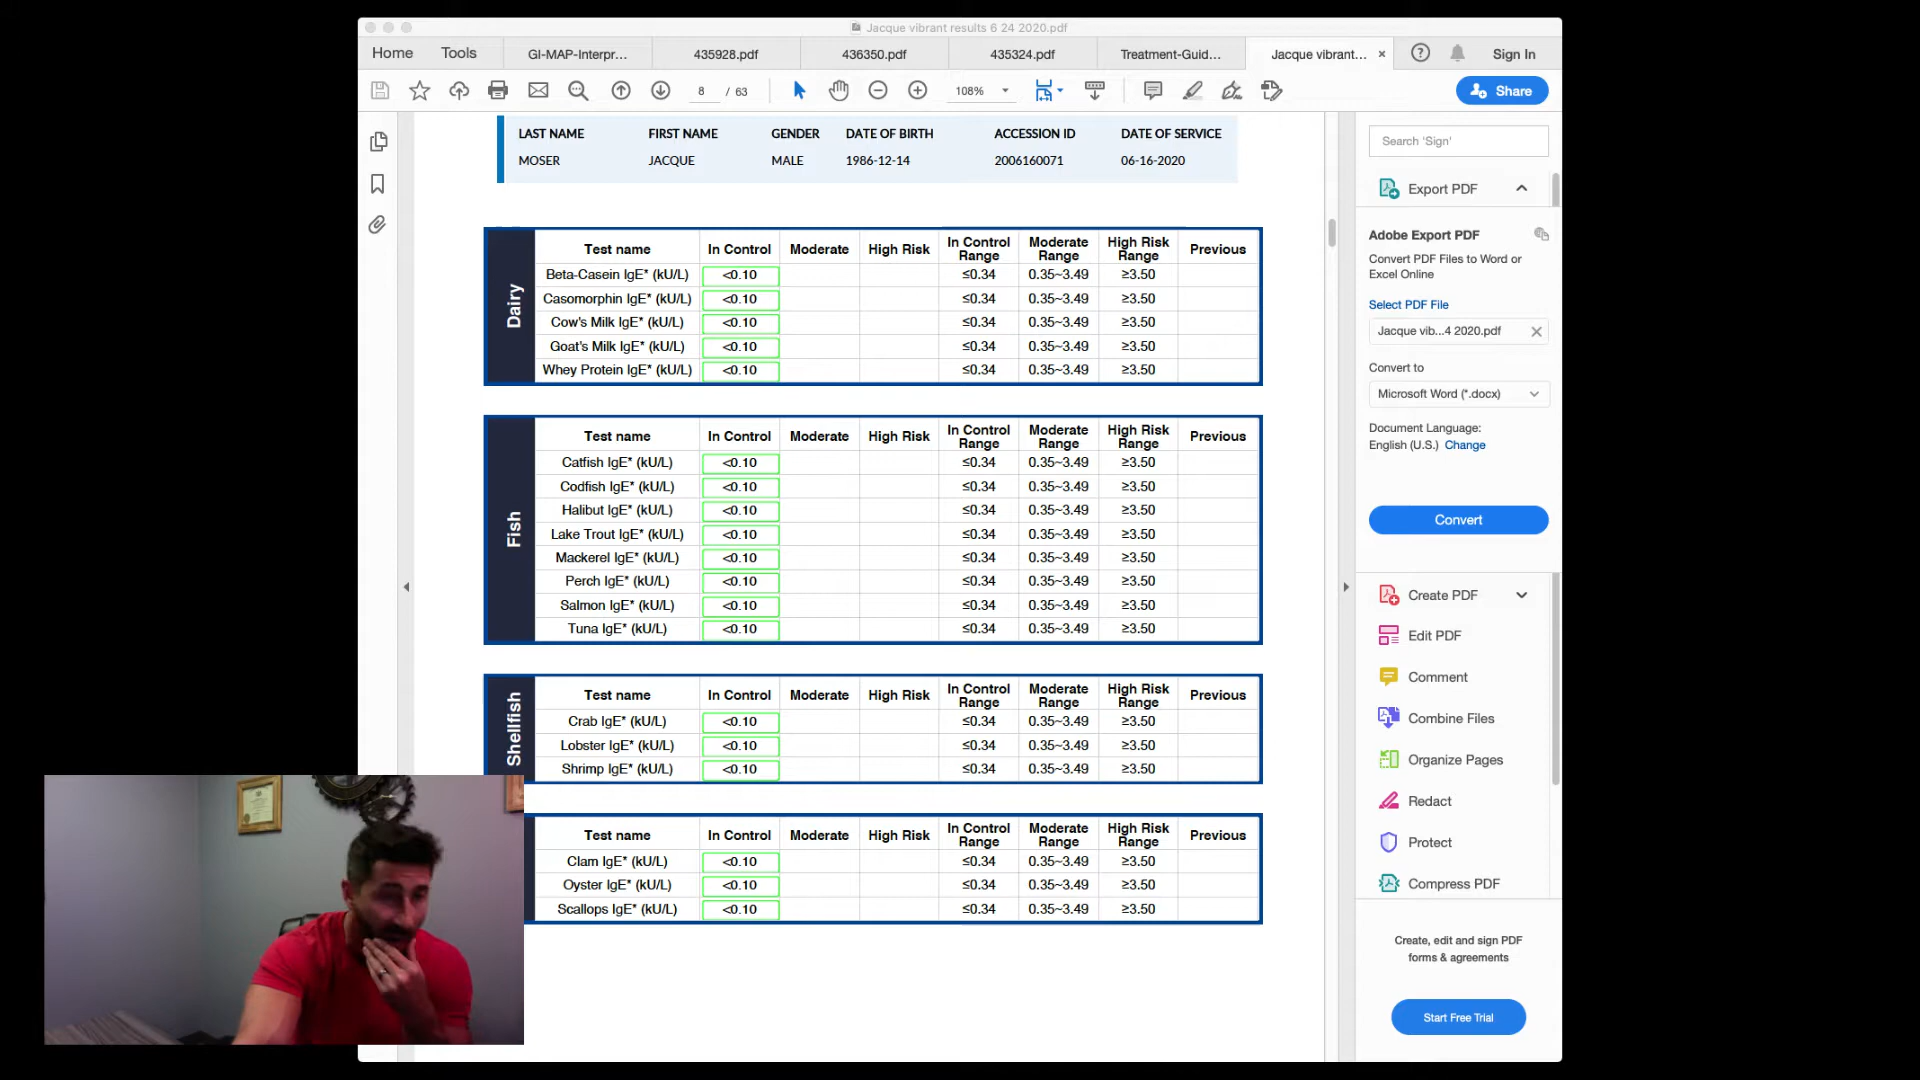 Jacque vibrant results 6 24 2020.pdf
Home Tools GI-MAP-Interpr... 435928.pdf 436350.pdf 435324.pdf Treatment-Guid... Jacque vibrant... × Sign In
8 / 63 108% Share
LAST NAME FIRST NAME GENDER DATE OF BIRTH ACCESSION ID DATE OF SERVICE
MOSER JACQUE MALE 1986-12-14 2006160071 06-16-2020
Dairy
Test name In Control Moderate High Risk In Control Range Moderate Range High Risk Range Previous
Beta-Casein IgE* (kU/L) <0.10 ≤0.34 0.35~3.49 ≥3.50
Casomorphin IgE* (kU/L) <0.10 ≤0.34 0.35~3.49 ≥3.50
Cow's Milk IgE* (kU/L) <0.10 ≤0.34 0.35~3.49 ≥3.50
Goat's Milk IgE* (kU/L) <0.10 ≤0.34 0.35~3.49 ≥3.50
Whey Protein IgE* (kU/L) <0.10 ≤0.34 0.35~3.49 ≥3.50
Fish
Test name In Control Moderate High Risk In Control Range Moderate Range High Risk Range Previous
Catfish IgE* (kU/L) <0.10 ≤0.34 0.35~3.49 ≥3.50
Codfish IgE* (kU/L) <0.10 ≤0.34 0.35~3.49 ≥3.50
Halibut IgE* (kU/L) <0.10 ≤0.34 0.35~3.49 ≥3.50
Lake Trout IgE* (kU/L) <0.10 ≤0.34 0.35~3.49 ≥3.50
Mackerel IgE* (kU/L) <0.10 ≤0.34 0.35~3.49 ≥3.50
Perch IgE* (kU/L) <0.10 ≤0.34 0.35~3.49 ≥3.50
Salmon IgE* (kU/L) <0.10 ≤0.34 0.35~3.49 ≥3.50
Tuna IgE* (kU/L) <0.10 ≤0.34 0.35~3.49 ≥3.50
Shellfish
Test name In Control Moderate High Risk In Control Range Moderate Range High Risk Range Previous
Crab IgE* (kU/L) <0.10 ≤0.34 0.35~3.49 ≥3.50
Lobster IgE* (kU/L) <0.10 ≤0.34 0.35~3.49 ≥3.50
Shrimp IgE* (kU/L) <0.10 ≤0.34 0.35~3.49 ≥3.50
Test name In Control Moderate High Risk In Control Range Moderate Range High Risk Range Previous
Clam IgE* (kU/L) <0.10 ≤0.34 0.35~3.49 ≥3.50
Oyster IgE* (kU/L) <0.10 ≤0.34 0.35~3.49 ≥3.50
Scallops IgE* (kU/L) <0.10 ≤0.34 0.35~3.49 ≥3.50
Search 'Sign'
Export PDF
Adobe Export PDF
Convert PDF Files to Word or
Excel Online
Select PDF File
Jacque vib...4 2020.pdf
Convert to
Microsoft Word (*.docx)
Document Language:
English (U.S.) Change
Convert
Create PDF
Edit PDF
Comment
Combine Files
Organize Pages
Redact
Protect
Compress PDF
Create, edit and sign PDF
forms & agreements
Start Free Trial